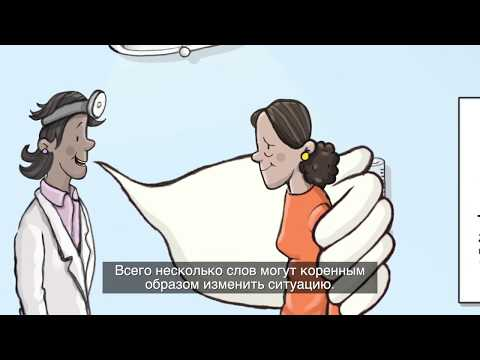 Всего несколько слов могут коренным
образом изменить ситуацию.